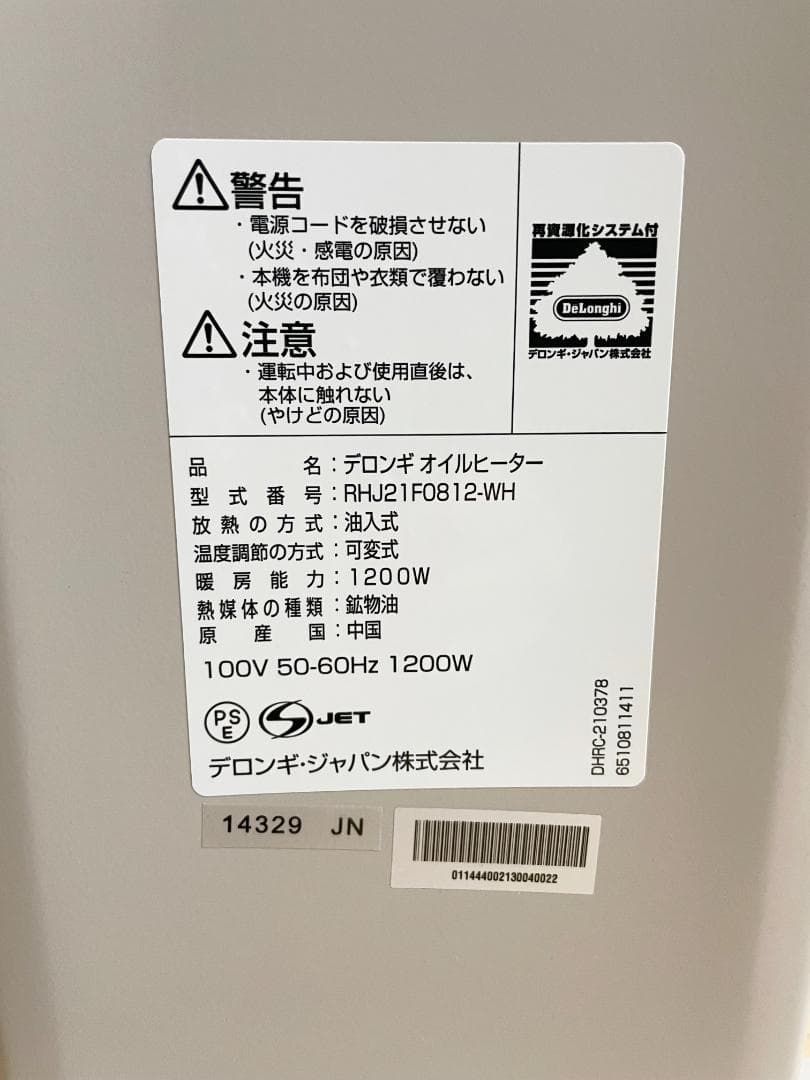 警告
・電源コードを破損させない
(火災・感電の原因)
・本機を布団や衣類で覆わない
(火災の原因)
注意
・運転中および使用直後は、
本体に触れない
(やけどの原因)
再資源化システム付
DeLonghi
デロンギ・ジャパン株式会社
品名：デロンギ オイルヒーター
型式番号：RHJ21F0812-WH
放熱の方式：油入式
温度調節の方式：可変式
暖房能力：1200W
熱媒体の種類：鉱物油
原産国：中国
100V 50-60Hz 1200W
PS
E
S JET
デロンギ・ジャパン株式会社
DHRC-210378
6510811411
14329 JN
011444002130040022